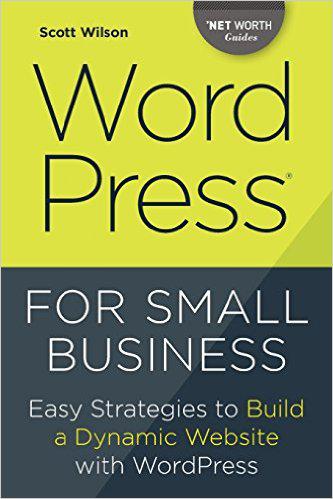 Scott Wilson
'NET WORTH
Guides
Word
Press®
FOR SMALL
BUSINESS
Easy Strategies to Build
a Dynamic Website
with WordPress